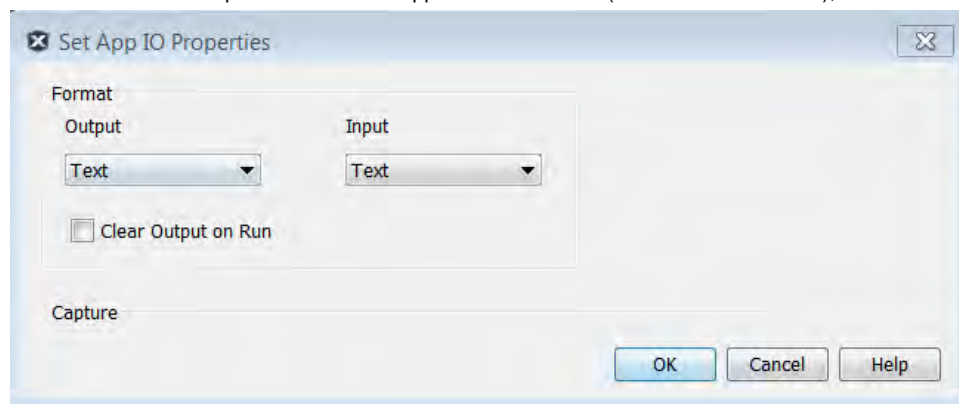 Set App IO Properties
Format
Output Input
Text Text
Clear Output on Run
Capture
OK Cancel Help